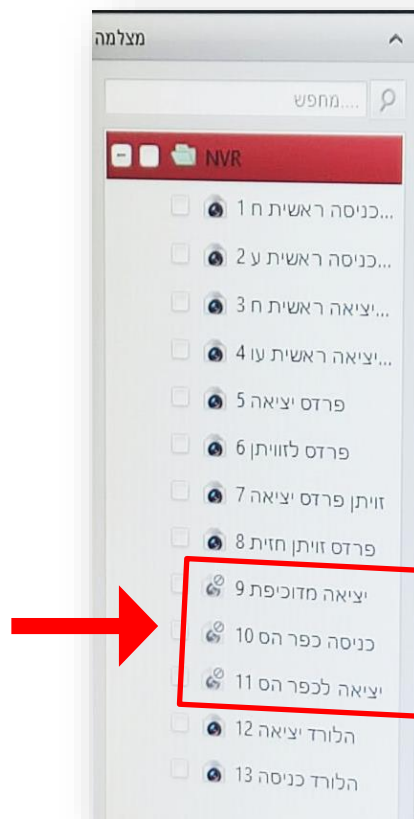 מצלמה
מחפש....
NVR
כניסה ראשית ח 1...
כניסה ראשית ע 2...
יציאה ראשית ח 3...
יציאה ראשית עו 4...
פרדס יציאה 5
פרדס לזוויתן 6
זויתן פרדס יציאה 7
פרדס זויתן חזית 8
יציאה מדוכיפת 9
כניסה כפר הס 10
יציאה לכפר הס 11
הלורד יציאה 12
הלורד כניסה 13